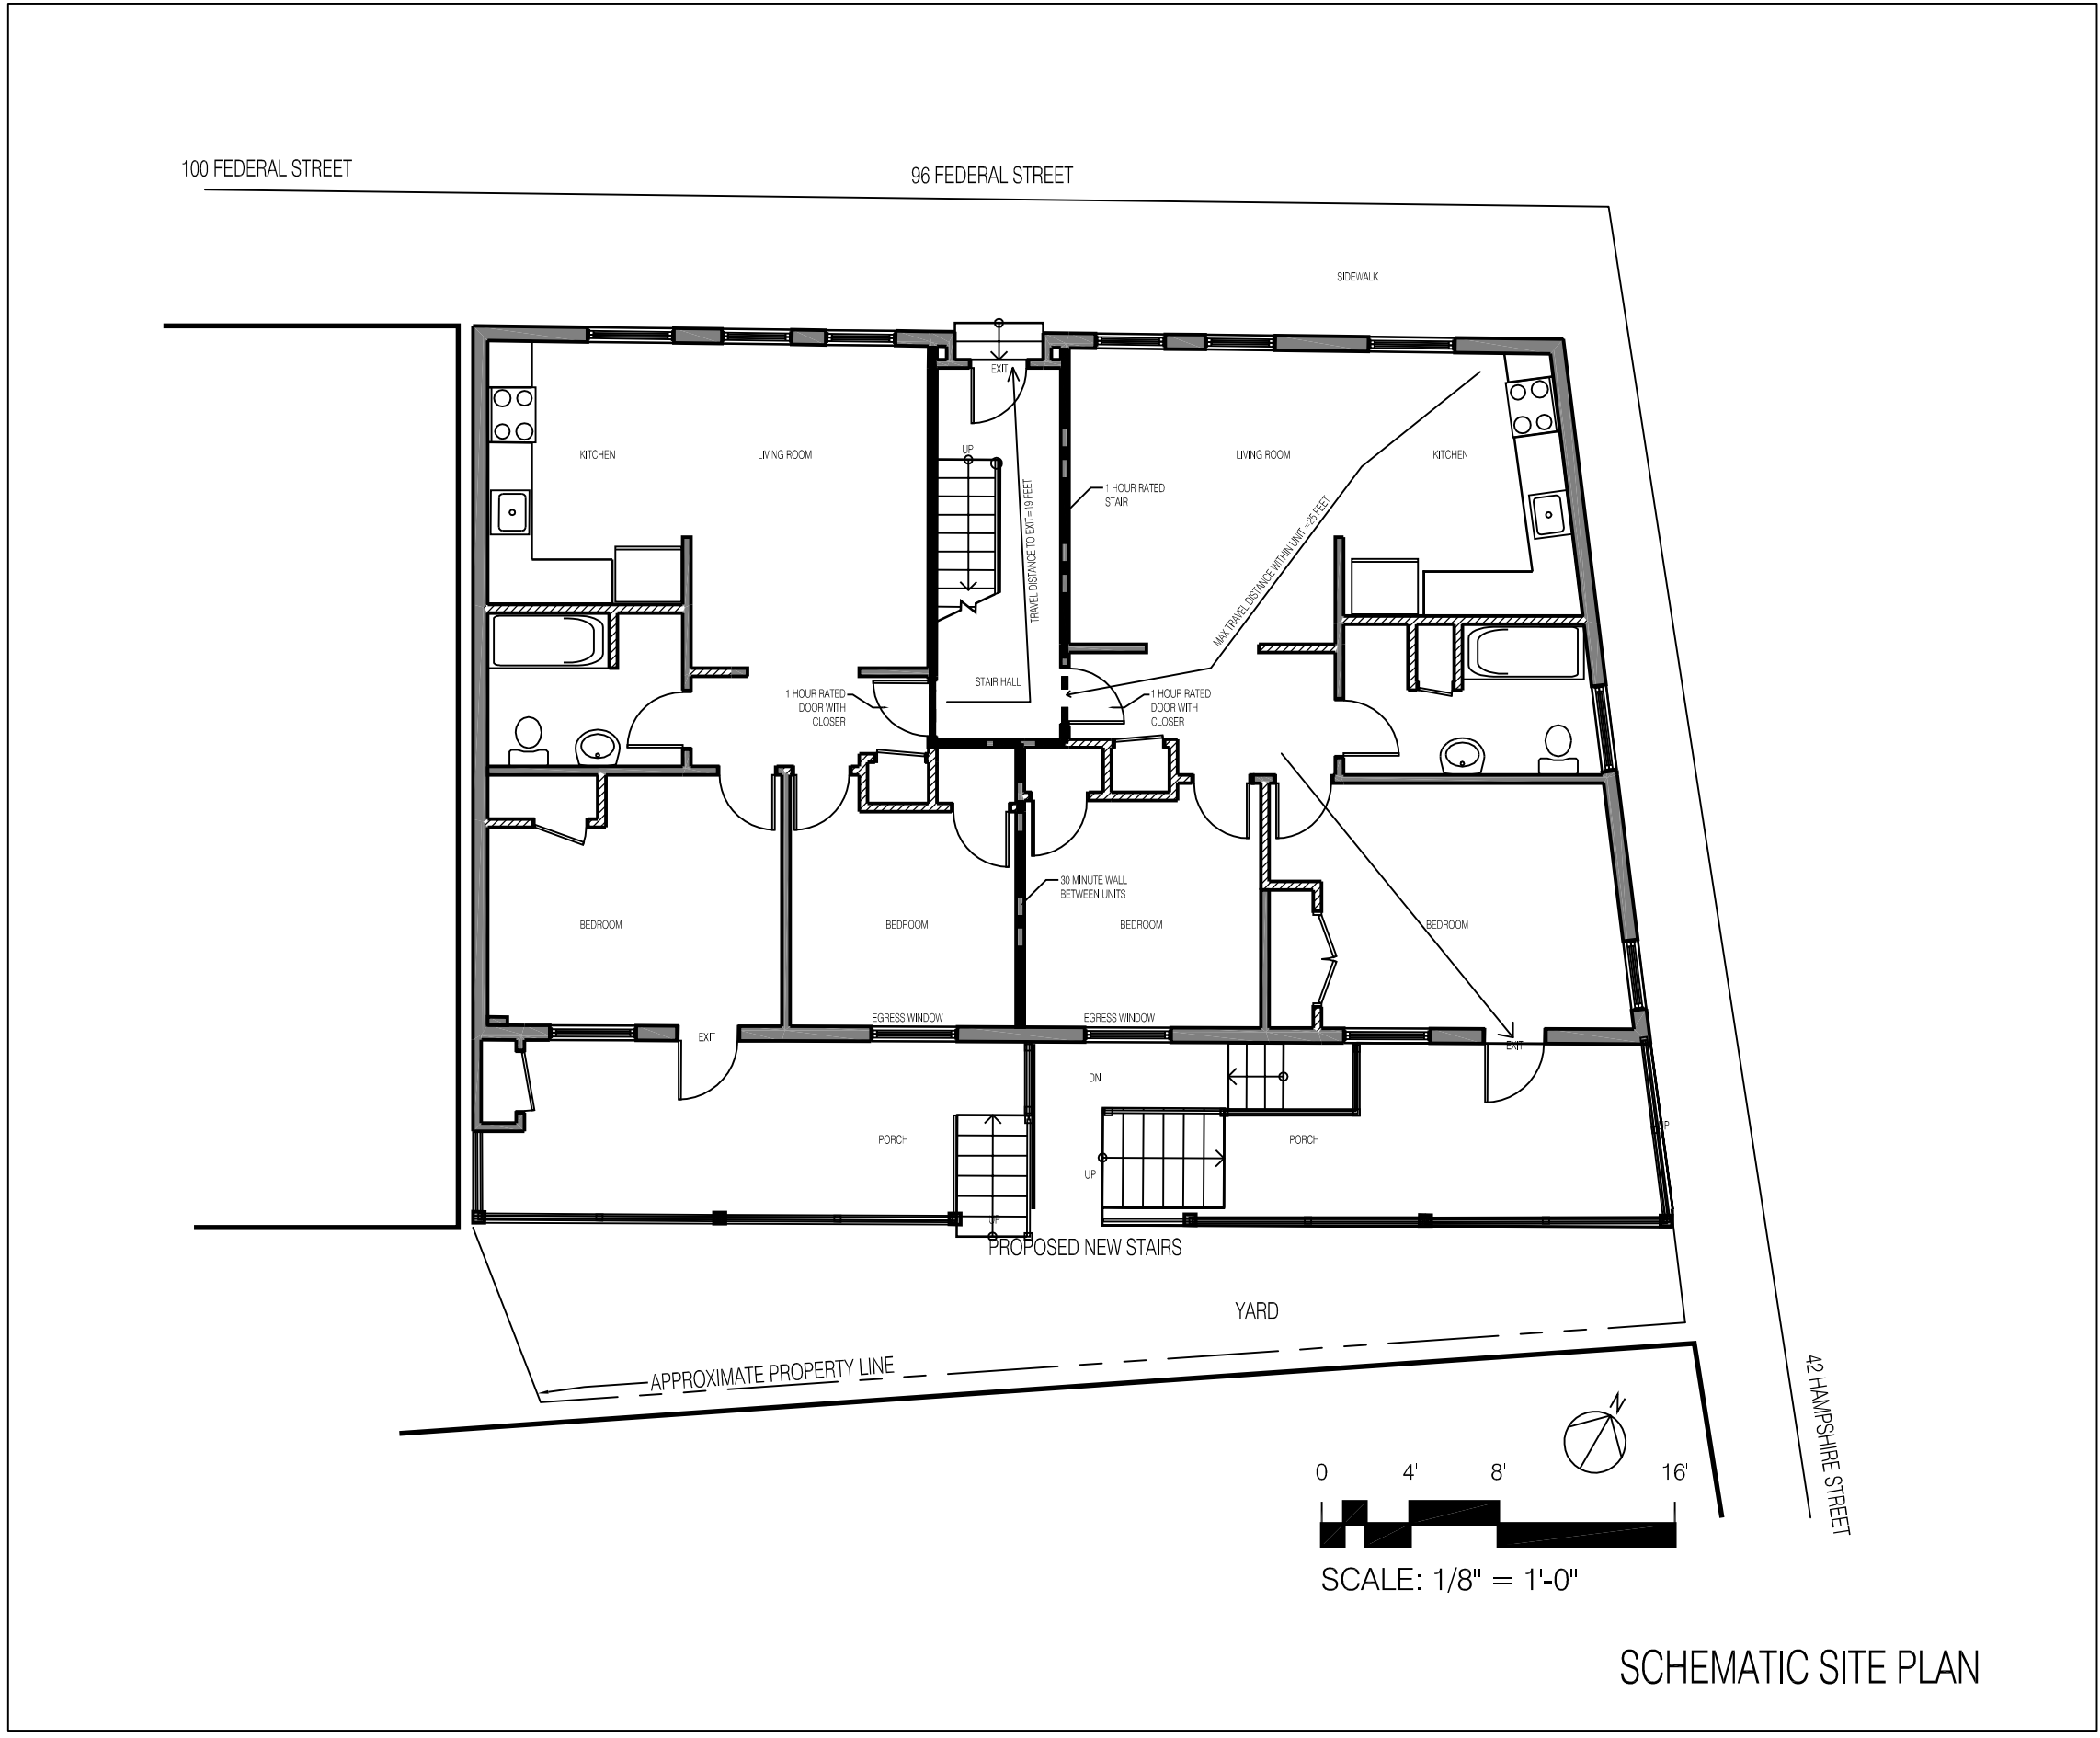 100 FEDERAL STREET
96 FEDERAL STREET
SIDEWALK
EXIT
UP
KITCHEN
LIVING ROOM
LIVING ROOM
KITCHEN
1 HOUR RATED
STAIR
TRAVEL DISTANCE TO EXIT=19 FEET
MAX TRAVEL DISTANCE WITHIN UNIT =25 FEET
STAIR HALL
1 HOUR RATED
DOOR WITH
CLOSER
1 HOUR RATED
DOOR WITH
CLOSER
30 MINUTE WALL
BETWEEN UNITS
BEDROOM
BEDROOM
BEDROOM
BEDROOM
EGRESS WINDOW
EGRESS WINDOW
EXIT
EXIT
DN
PORCH
PORCH
UP
UP
UP
PROPOSED NEW STAIRS
YARD
APPROXIMATE PROPERTY LINE
42 HAMPSHIRE STREET
N
0 4' 8' 16'
SCALE: 1/8" = 1'-0"
SCHEMATIC SITE PLAN